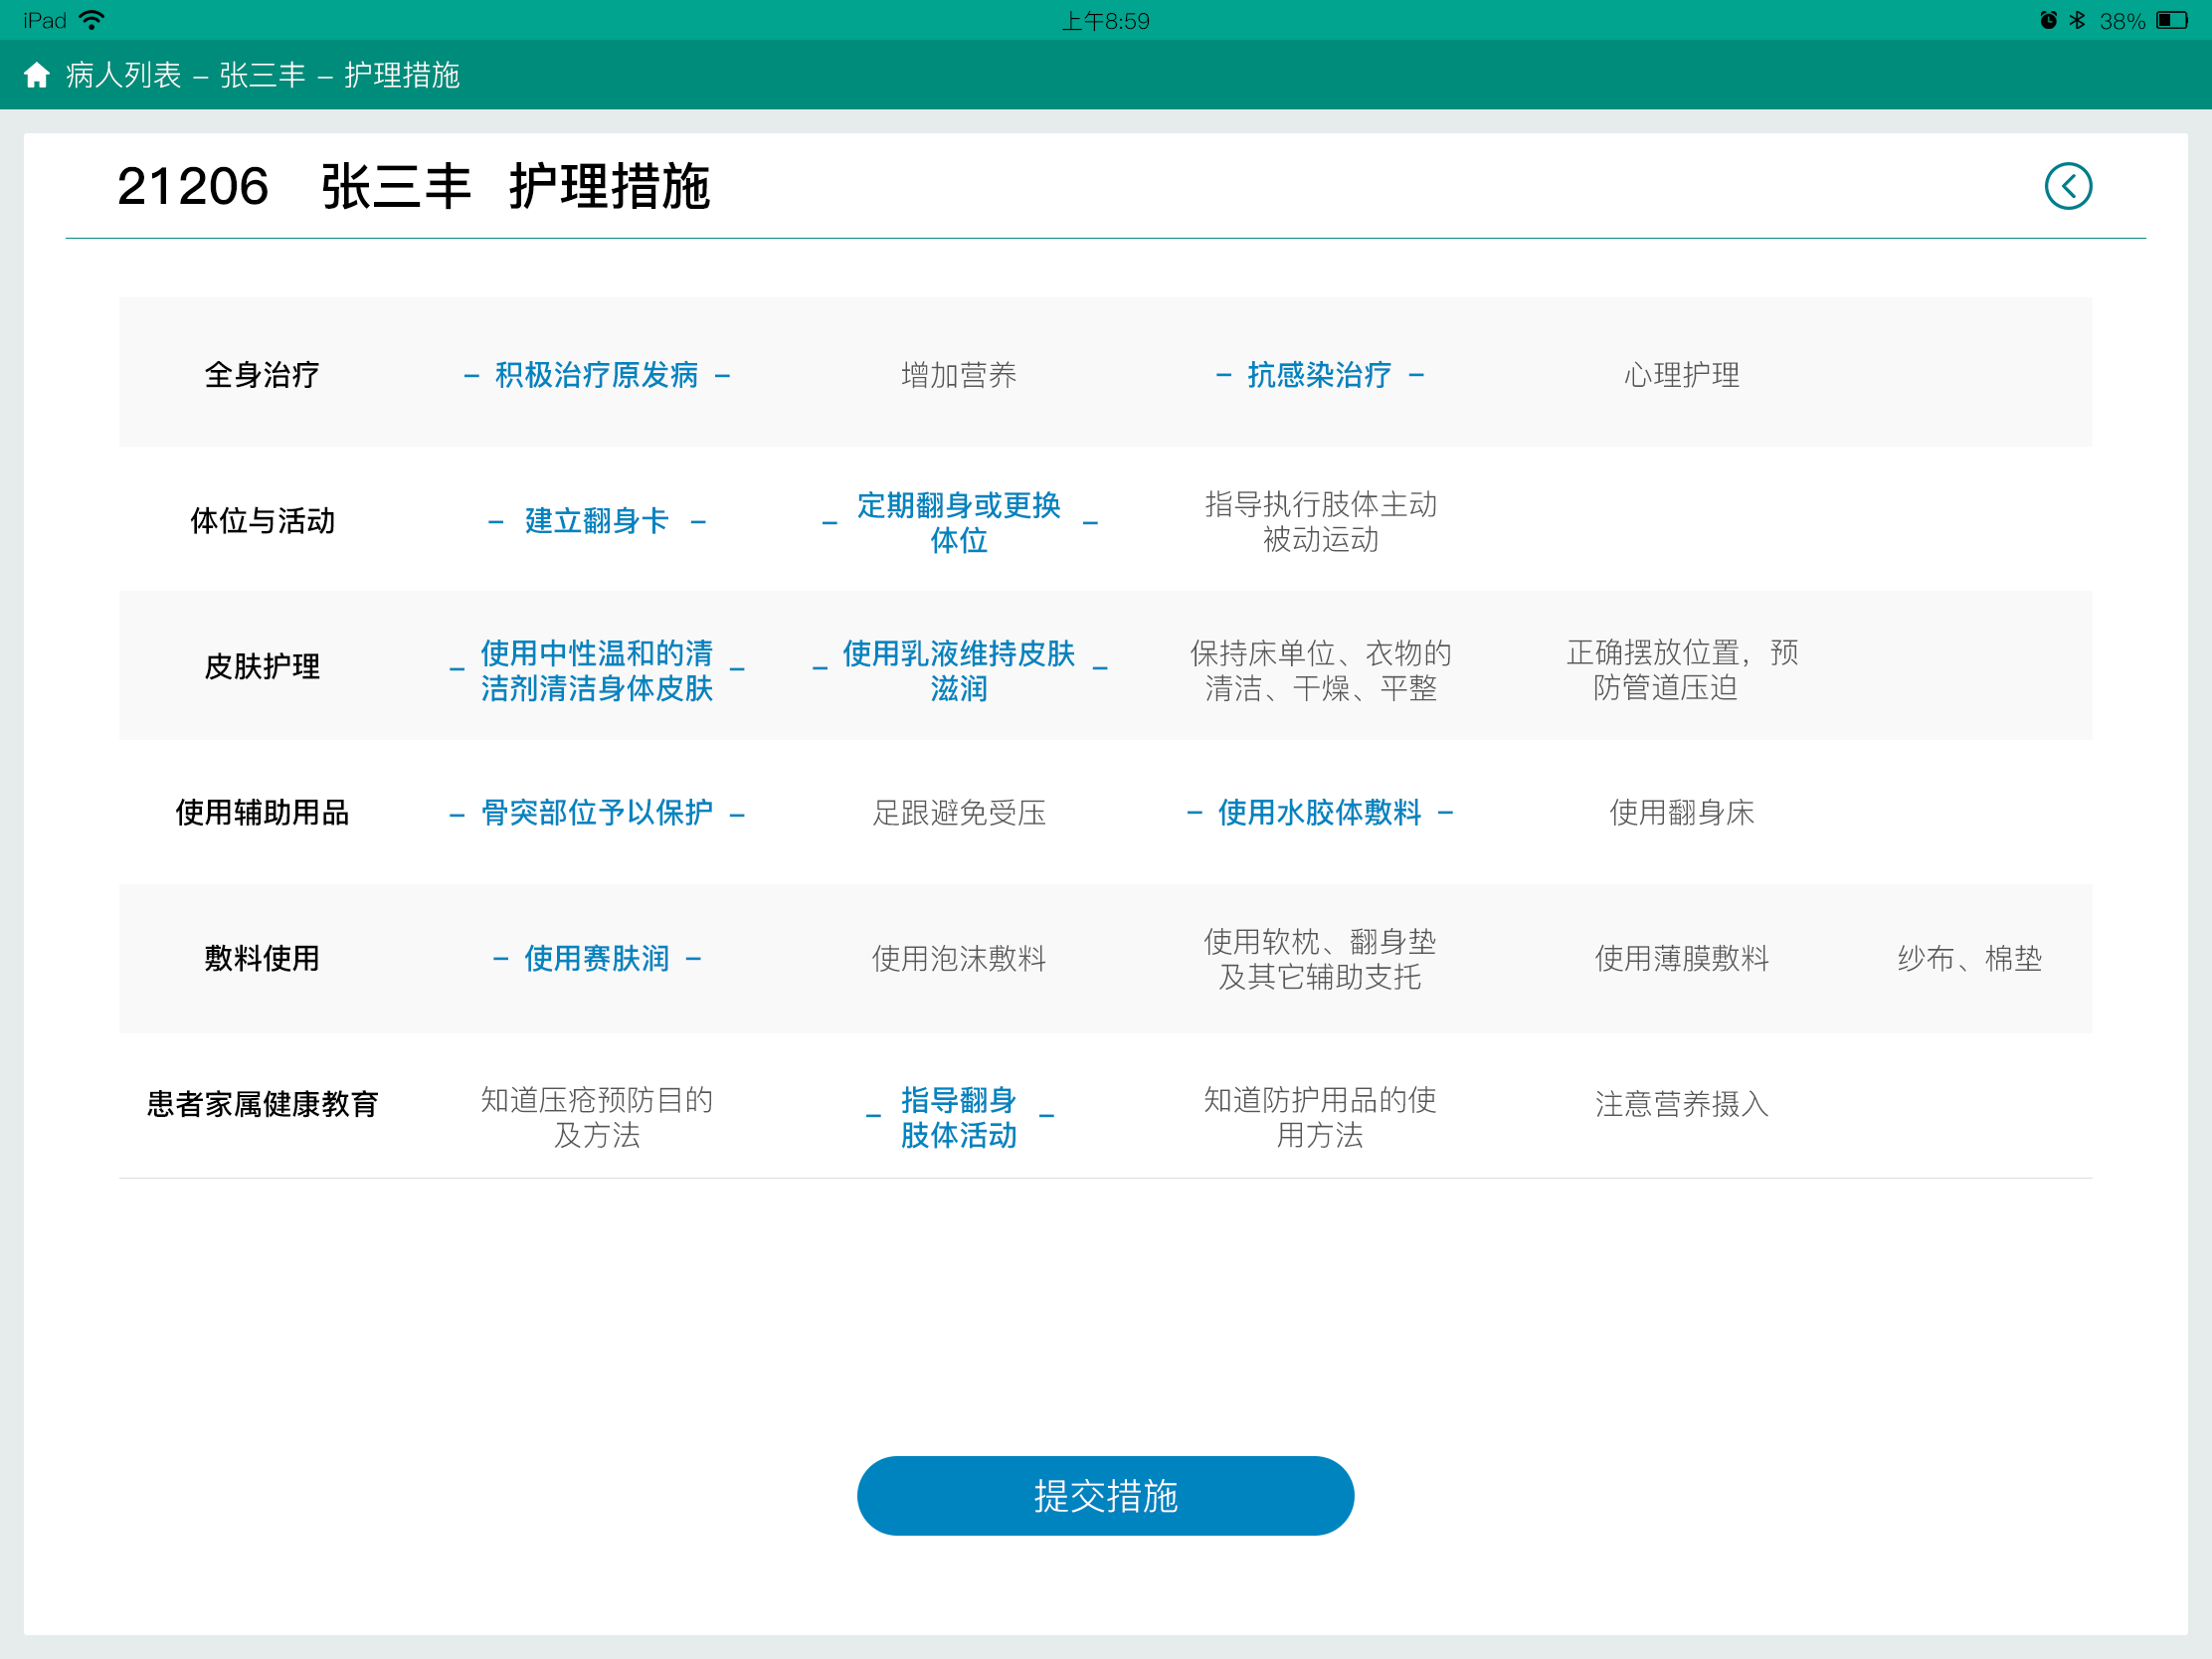 iPad
上午8:59
38%
病人列表 – 张三丰 – 护理措施
21206 张三丰 护理措施
全身治疗
– 积极治疗原发病 –
增加营养
– 抗感染治疗 –
心理护理
体位与活动
– 建立翻身卡 –
– 定期翻身或更换
体位 –
指导执行肢体主动
被动运动
皮肤护理
– 使用中性温和的清
洁剂清洁身体皮肤 –
– 使用乳液维持皮肤
滋润 –
保持床单位、衣物的
清洁、干燥、平整
正确摆放位置，预
防管道压迫
使用辅助用品
– 骨突部位予以保护 –
足跟避免受压
– 使用水胶体敷料 –
使用翻身床
敷料使用
– 使用赛肤润 –
使用泡沫敷料
使用软枕、翻身垫
及其它辅助支托
使用薄膜敷料
纱布、棉垫
患者家属健康教育
知道压疮预防目的
及方法
– 指导翻身
肢体活动 –
知道防护用品的使
用方法
注意营养摄入
提交措施